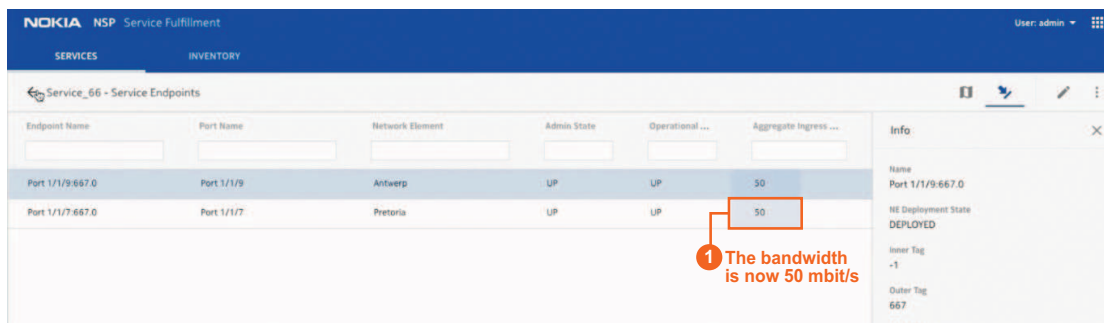 NOKIA NSP Service Fulfillment
User: admin
SERVICES INVENTORY
Service_66 - Service Endpoints
Endpoint Name Port Name Network Element Admin State Operational ... Aggregate Ingress ...
Info
Port 1/1/9:667.0 Port 1/1/9 Antwerp UP UP 50
Port 1/1/7:667.0 Port 1/1/7 Pretoria UP UP 50
1 The bandwidth
is now 50 mbit/s
Name
Port 1/1/9:667.0
NE Deployment State
DEPLOYED
Inner Tag
-1
Outer Tag
667